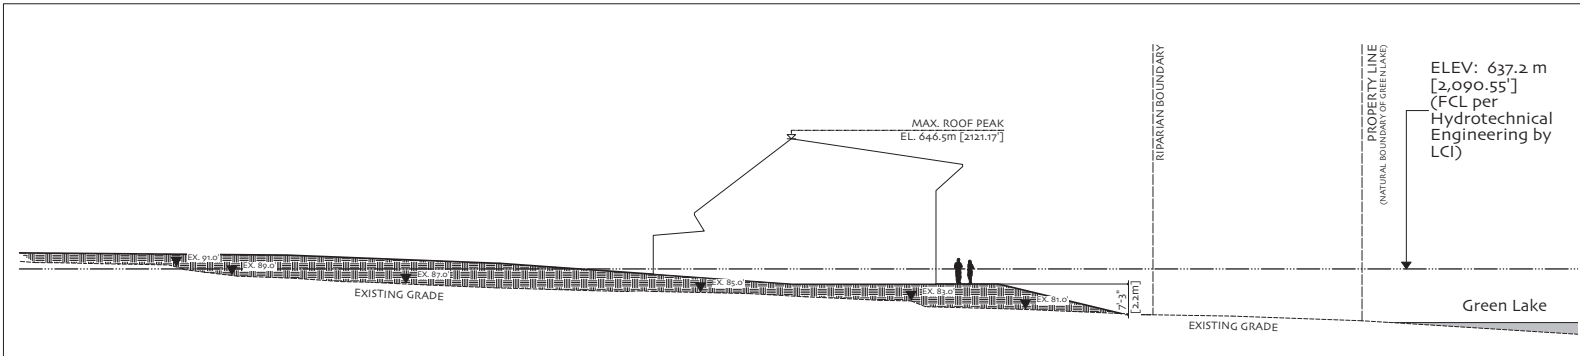 MAX. ROOF PEAK
EL. 646.5m [2121.17']
RIPARIAN BOUNDARY
PROPERTY LINE
(NATURAL BOUNDARY OF GREEN LAKE)
ELEV: 637.2 m
[2,090.55']
(FCL per
Hydrotechnical
Engineering by
LCI)
EX. 91.0'
EX. 89.0'
EX. 87.0'
EX. 85.0'
EX. 83.0'
EX. 81.0'
EXISTING GRADE
7'-3"
[2.2m]
EXISTING GRADE
Green Lake